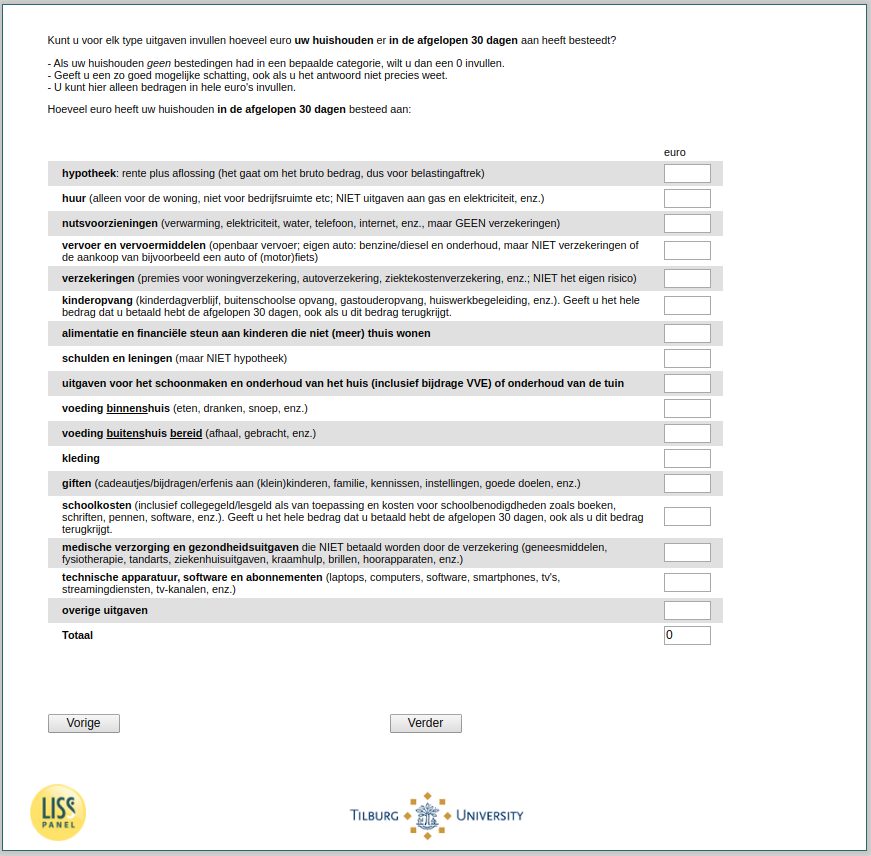 Kunt u voor elk type uitgaven invullen hoeveel euro uw huishouden er in de afgelopen 30 dagen aan heeft besteedt?
- Als uw huishouden geen bestedingen had in een bepaalde categorie, wilt u dan een 0 invullen.
- Geeft u een zo goed mogelijke schatting, ook als u het antwoord niet precies weet.
- U kunt hier alleen bedragen in hele euro's invullen.
Hoeveel euro heeft uw huishouden in de afgelopen 30 dagen besteed aan:
euro
hypotheek: rente plus aflossing (het gaat om het bruto bedrag, dus voor belastingaftrek)
huur (alleen voor de woning, niet voor bedrijfsruimte etc; NIET uitgaven aan gas en elektriciteit, enz.)
nutsvoorzieningen (verwarming, elektriciteit, water, telefoon, internet, enz., maar GEEN verzekeringen)
vervoer en vervoermiddelen (openbaar vervoer; eigen auto: benzine/diesel en onderhoud, maar NIET verzekeringen of
de aankoop van bijvoorbeeld een auto of (motor)fiets)
verzekeringen (premies voor woningverzekering, autoverzekering, ziektekostenverzekering, enz.; NIET het eigen risico)
kinderopvang (kinderdagverblijf, buitenschoolse opvang, gastouderopvang, huiswerkbegeleiding, enz.). Geeft u het hele
bedrag dat u betaald hebt de afgelopen 30 dagen, ook als u dit bedrag terugkrijgt.
alimentatie en financiële steun aan kinderen die niet (meer) thuis wonen
schulden en leningen (maar NIET hypotheek)
uitgaven voor het schoonmaken en onderhoud van het huis (inclusief bijdrage VVE) of onderhoud van de tuin
voeding binnenshuis (eten, dranken, snoep, enz.)
voeding buitenshuis bereid (afhaal, gebracht, enz.)
kleding
giften (cadeautjes/bijdragen/erfenis aan (klein)kinderen, familie, kennissen, instellingen, goede doelen, enz.)
schoolkosten (inclusief collegegeld/lesgeld als van toepassing en kosten voor schoolbenodigdheden zoals boeken,
schriften, pennen, software, enz.). Geeft u het hele bedrag dat u betaald hebt de afgelopen 30 dagen, ook als u dit bedrag
terugkrijgt.
medische verzorging en gezondheidsuitgaven die NIET betaald worden door de verzekering (geneesmiddelen,
fysiotherapie, tandarts, ziekenhuisuitgaven, kraamhulp, brillen, hoorapparaten, enz.)
technische apparatuur, software en abonnementen (laptops, computers, software, smartphones, tv's,
streamingdiensten, tv-kanalen, enz.)
overige uitgaven
Totaal 0
Vorige Verder
LISS
PANEL
TILBURG UNIVERSITY